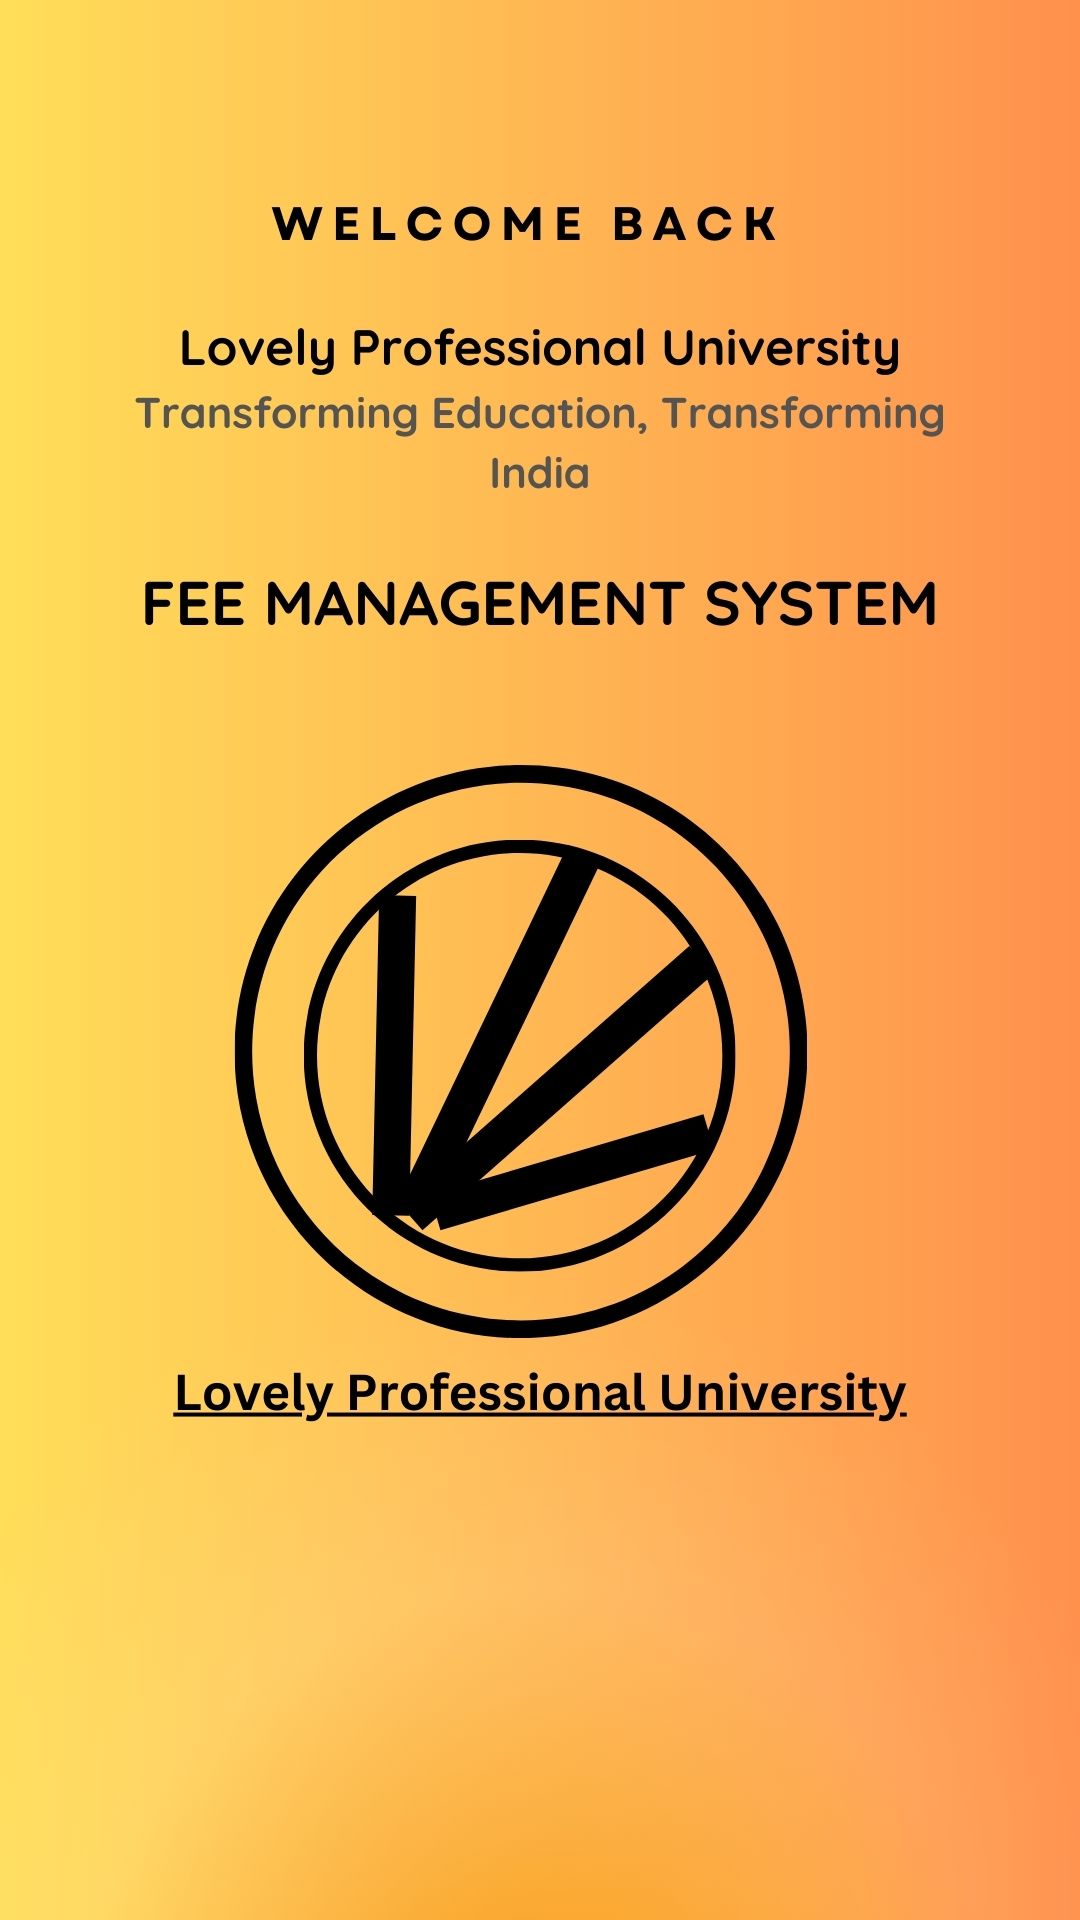 WELCOME BACK
Lovely Professional University
Transforming Education, Transforming
India
FEE MANAGEMENT SYSTEM
Lovely Professional University